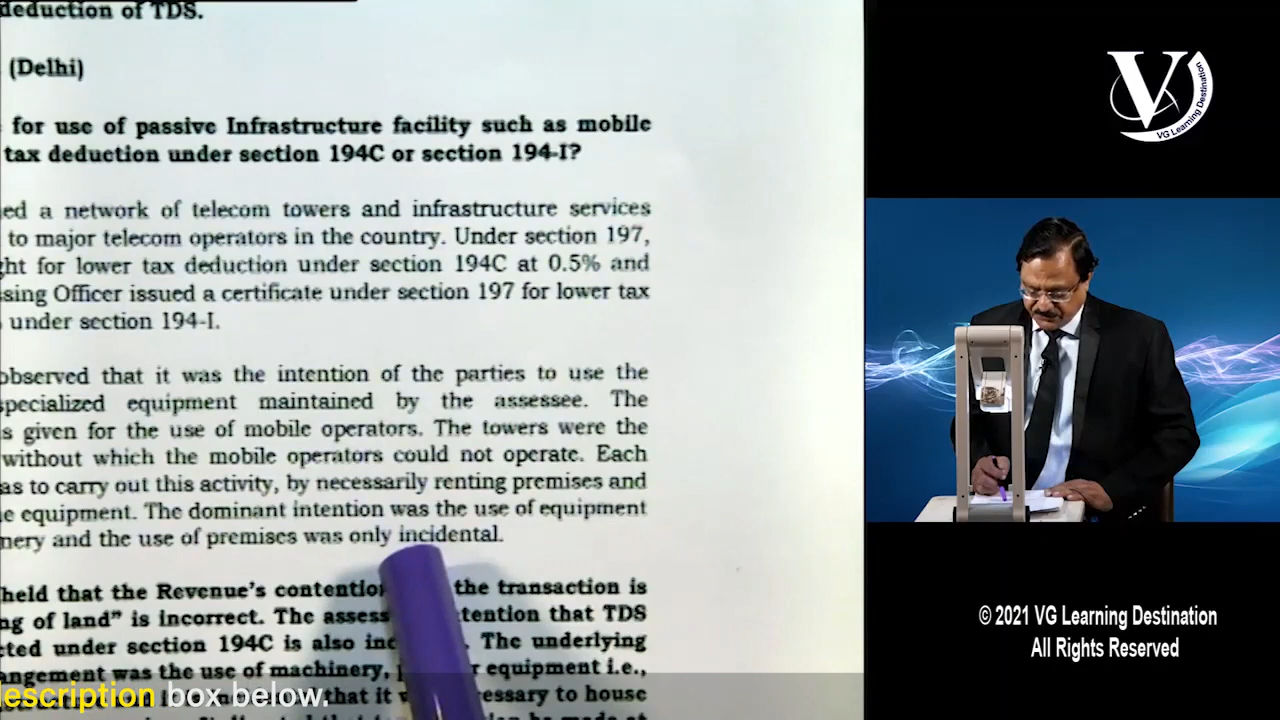 deduction of TDS.
(Delhi)
for use of passive Infrastructure facility such as mobile
tax deduction under section 194C or section 194-I?
ed a network of telecom towers and infrastructure services
to major telecom operators in the country. Under section 197,
ght for lower tax deduction under section 194C at 0.5% and
ssing Officer issued a certificate under section 197 for lower tax
under section 194-I.
observed that it was the intention of the parties to use the
specialized equipment maintained by the assessee. The
s given for the use of mobile operators. The towers were the
without which the mobile operators could not operate. Each
as to carry out this activity, by necessarily renting premises and
e equipment. The dominant intention was the use of equipment
nery and the use of premises was only incidental.
held that the Revenue's contentio the transaction is
ng of land" is incorrect. The assess tention that TDS
cted under section 194C is also inc The underlying
angement was the use of machinery, r equipment i.e.,
that it essary to house
description box below.
V
VG Learning Destination
© 2021 VG Learning Destination
All Rights Reserved